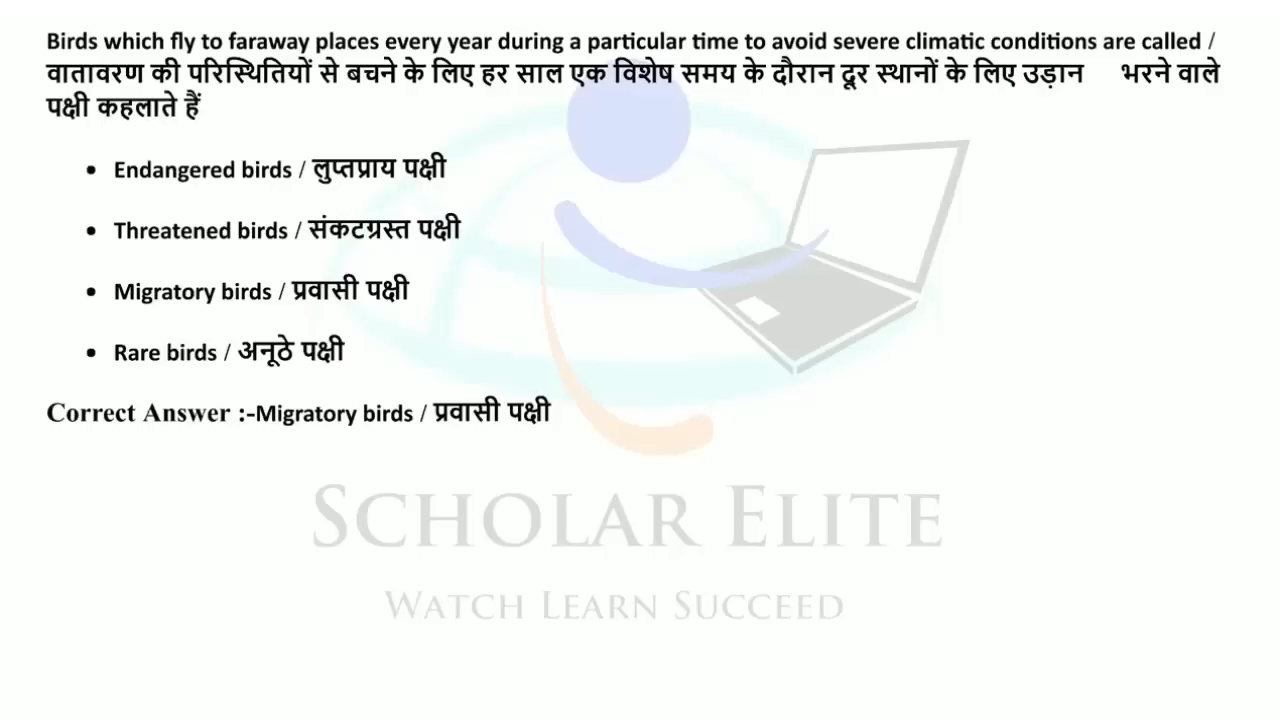 Birds which fly to faraway places every year during a particular time to avoid severe climatic conditions are called /
वातावरण की परिस्थितियों से बचने के लिए हर साल एक विशेष समय के दौरान दूर स्थानों के लिए उड़ान भरने वाले
पक्षी कहलाते हैं
• Endangered birds / लुप्तप्राय पक्षी
• Threatened birds / संकटग्रस्त पक्षी
• Migratory birds / प्रवासी पक्षी
• Rare birds / अनूठे पक्षी
Correct Answer :-Migratory birds / प्रवासी पक्षी
SCHOLAR ELITE
WATCH LEARN SUCCEED